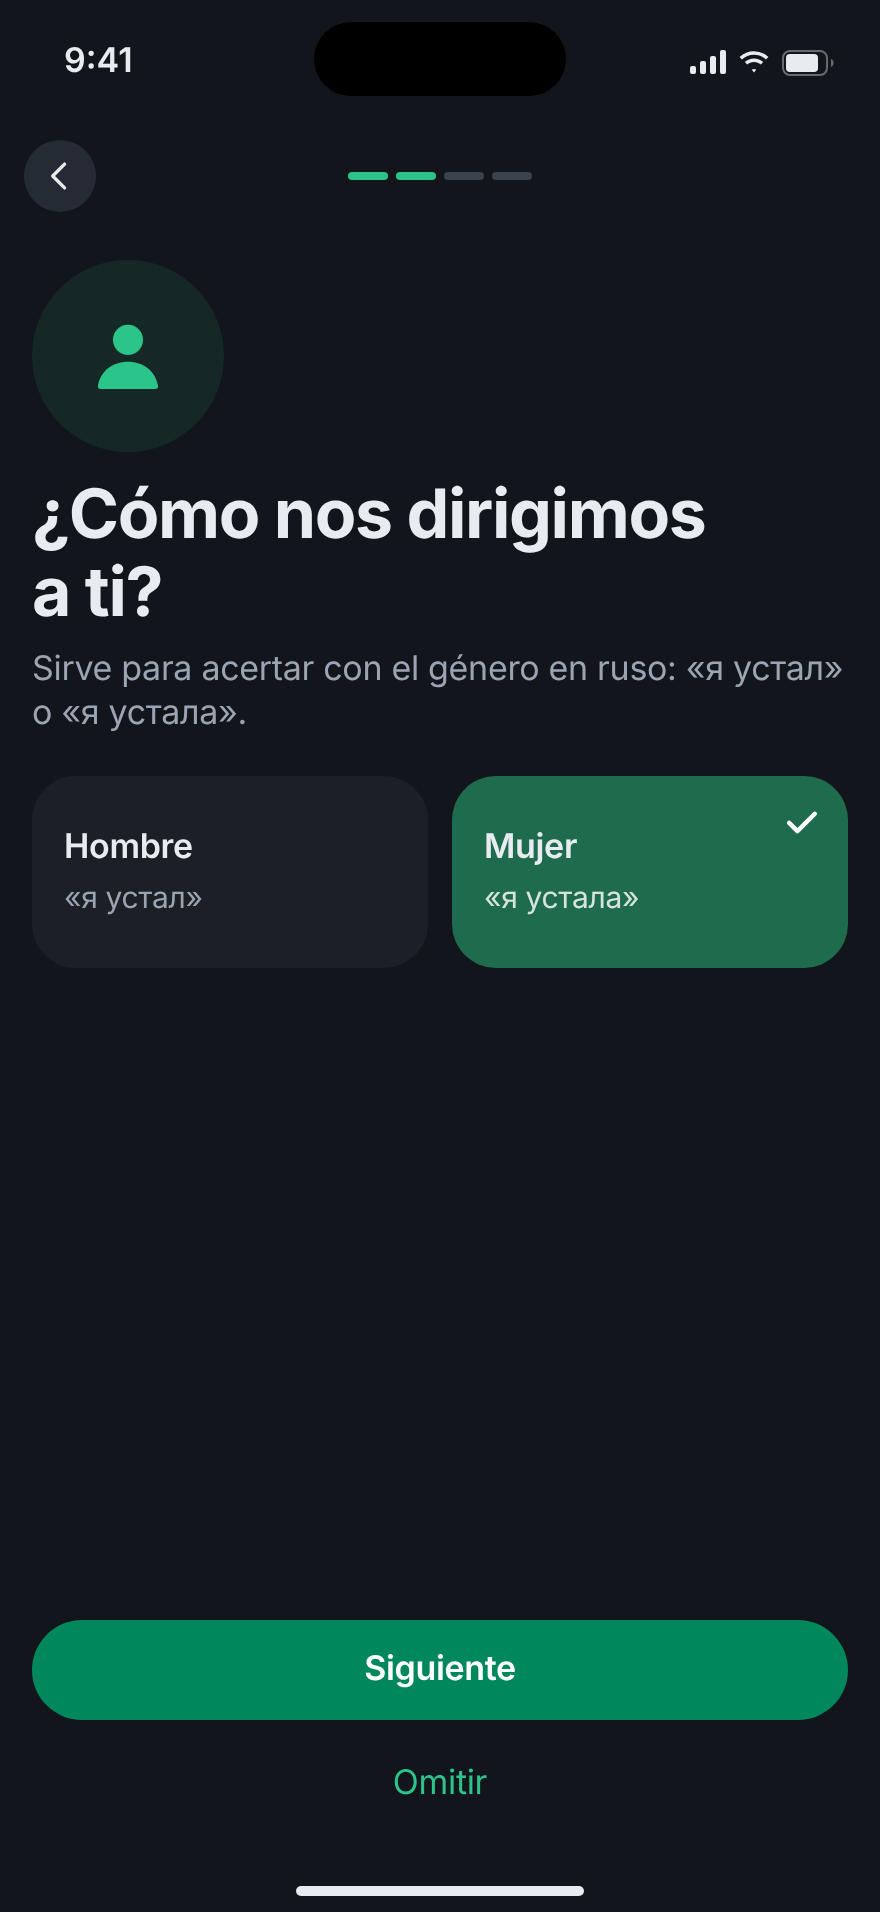 9:41
¿Cómo nos dirigimos
a ti?
Sirve para acertar con el género en ruso: «я устал»
o «я устала».
Hombre
«я устал»
Mujer
«я устала»
Siguiente
Omitir